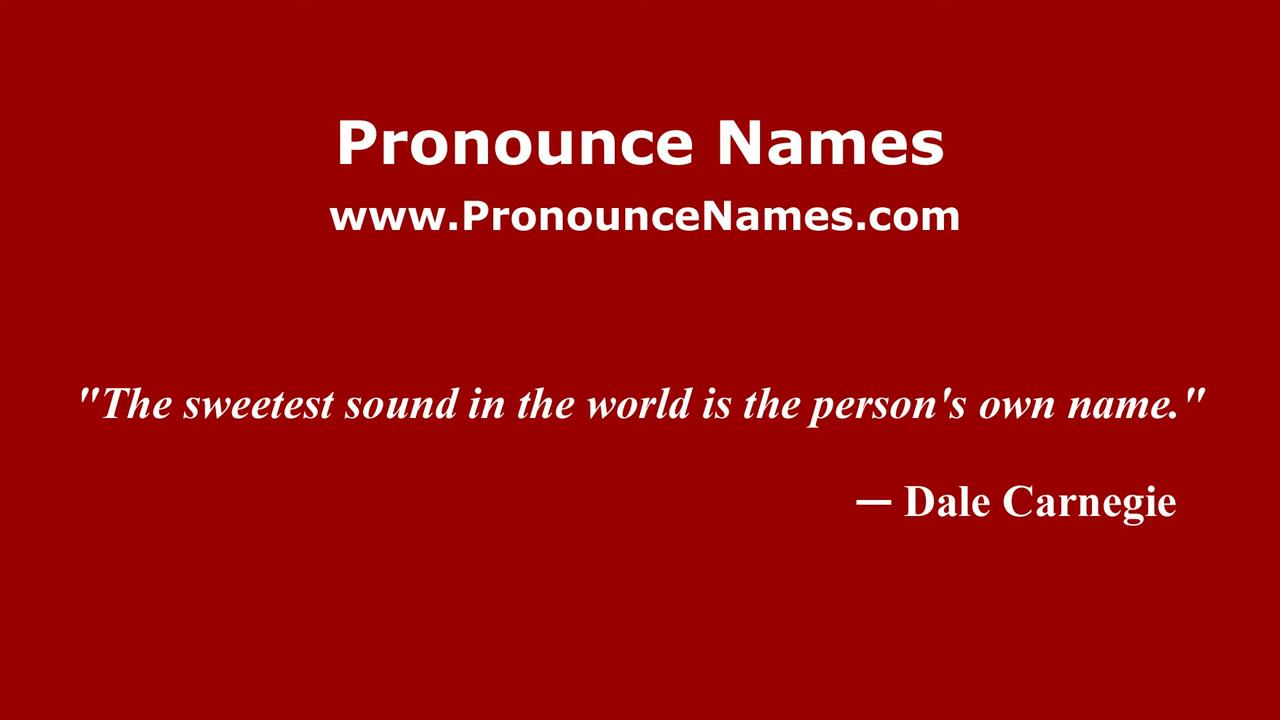 Pronounce Names
www.PronounceNames.com
"The sweetest sound in the world is the person's own name."
— Dale Carnegie